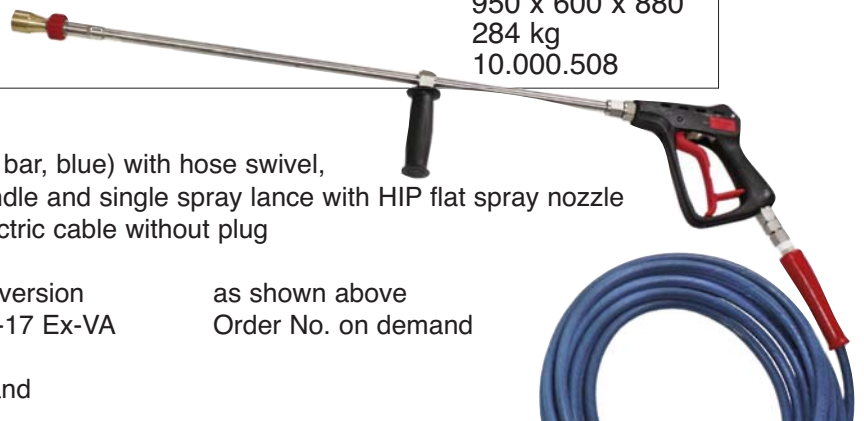 950 x 600 x 880
284 kg
10.000.508
bar, blue) with hose swivel,
ndle and single spray lance with HIP flat spray nozzle
ctric cable without plug
version as shown above
-17 Ex-VA Order No. on demand
and